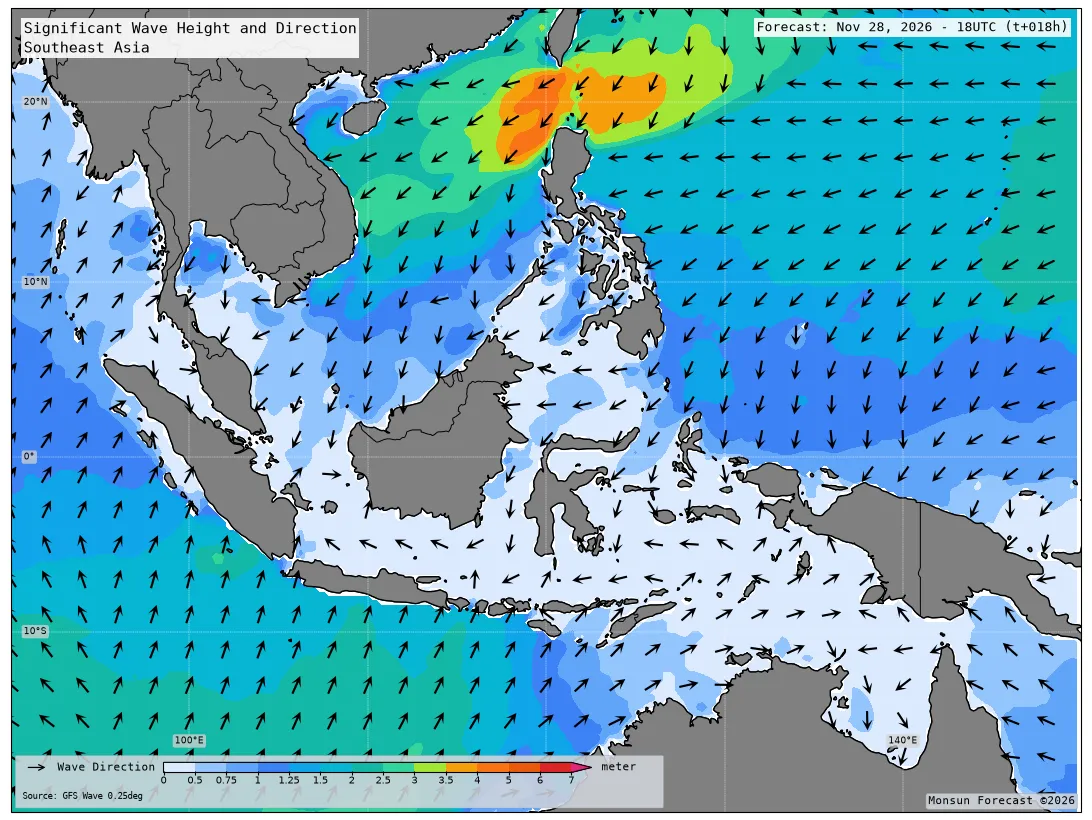 Significant Wave Height and Direction
Southeast Asia
Forecast: Nov 28, 2026 - 18UTC (t+018h)
20°N
10°N
0°
10°S
100°E
140°E
Wave Direction
meter
0 0.5 0.75 1 1.25 1.5 2 2.5 3 3.5 4 5 6 7
Source: GFS Wave 0.25deg
Monsun Forecast ©2026